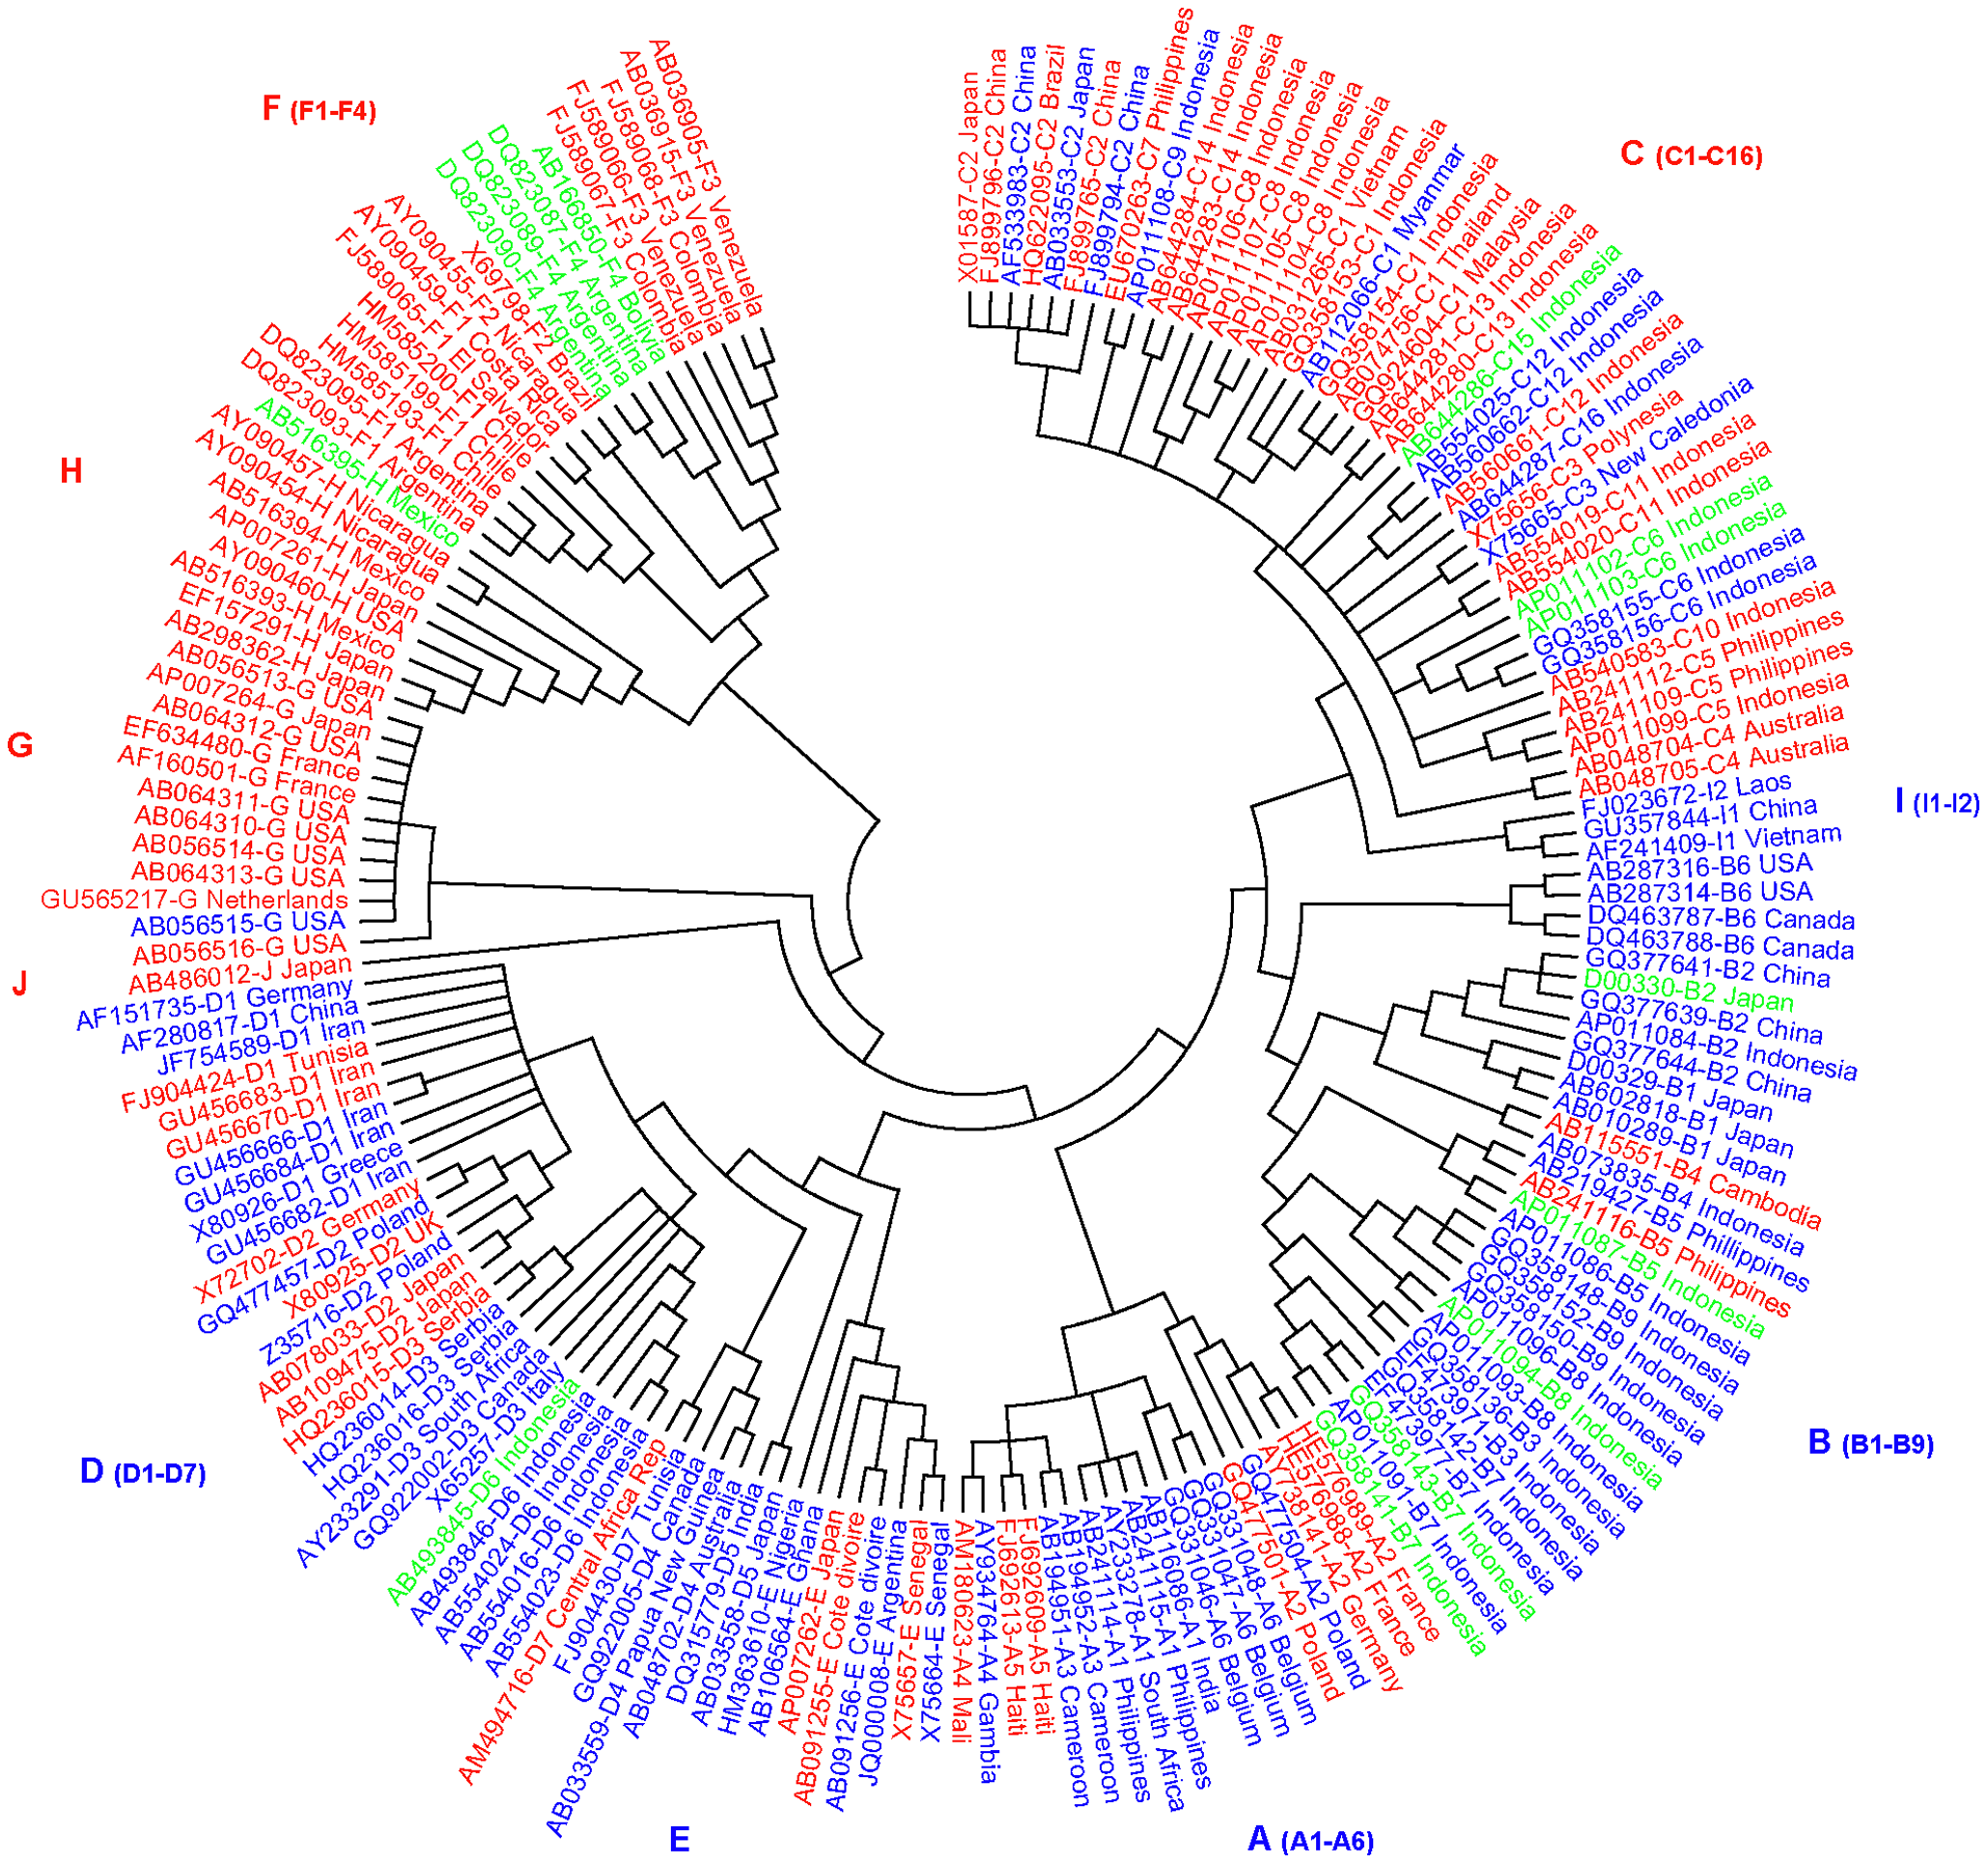 X01587-C2 Japan
FJ899796-C2 China
AF533983-C2 China
HQ622095-C2 Brazil
AB033553-C2 Japan
FJ899765-C2 China
FJ899794-C2 China
EU670263-C7 Philippines
AP011108-C9 Indonesia
AB644284-C14 Indonesia
AB644283-C14 Indonesia
AP011106-C8 Indonesia
AP011107-C8 Indonesia
AP011105-C8 Indonesia
AP011104-C8 Indonesia
AB031265-C1 Vietnam
GQ358153-C1 Indonesia
AB112066-C1 Myanmar
GQ358154-C1 Indonesia
AB074756-C1 Thailand
GQ924604-C1 Malaysia
AB644281-C13 Indonesia
AB644280-C13 Indonesia
AB644286-C15 Indonesia
AB554025-C12 Indonesia
AB560662-C12 Indonesia
AB560661-C12 Indonesia
AB644287-C16 Indonesia
X75656-C3 Polynesia
X75665-C3 New Caledonia
AB554019-C11 Indonesia
AB554020-C11 Indonesia
AP011102-C6 Indonesia
AP011103-C6 Indonesia
GQ358155-C6 Indonesia
GQ358156-C6 Indonesia
AB540583-C10 Indonesia
AB241112-C5 Philippines
AB241109-C5 Philippines
AP011099-C5 Indonesia
AB048704-C4 Australia
AB048705-C4 Australia
C (C1-C16)
FJ023672-I2 Laos
GU357844-I1 China
AF241409-I1 Vietnam
I (I1-I2)
AB287316-B6 USA
AB287314-B6 USA
DQ463787-B6 Canada
DQ463788-B6 Canada
GQ377641-B2 China
D00330-B2 Japan
GQ377639-B2 China
AP011084-B2 Indonesia
GQ377644-B2 China
D00329-B1 Japan
AB602818-B1 Japan
AB010289-B1 Japan
AB115551-B4 Cambodia
AB073835-B4 Indonesia
AB219427-B5 Phillippines
AB241116-B5 Philippines
AP011087-B5 Indonesia
AP011086-B5 Indonesia
GQ358148-B9 Indonesia
GQ358152-B9 Indonesia
GQ358150-B9 Indonesia
AP011096-B8 Indonesia
AP011094-B8 Indonesia
AP011093-B8 Indonesia
GQ358136-B3 Indonesia
EF473971-B3 Indonesia
GQ358142-B7 Indonesia
EF473977-B7 Indonesia
GQ358143-B7 Indonesia
AP011091-B7 Indonesia
GQ358141-B7 Indonesia
B (B1-B9)
HE576989-A2 France
HE576988-A2 France
AY738141-A2 Germany
GQ477504-A2 Poland
GQ477501-A2 Poland
GQ331048-A6 Belgium
GQ331047-A6 Belgium
GQ331046-A6 Belgium
AB116086-A1 India
AB241115-A1 Philippines
AY233278-A1 South Africa
AB241114-A1 Philippines
AB194952-A3 Cameroon
AB194951-A3 Cameroon
FJ692609-A5 Haiti
FJ692613-A5 Haiti
AY934764-A4 Gambia
AM180623-A4 Mali
A (A1-A6)
X75664-E Senegal
X75657-E Senegal
JQ000008-E Argentina
AB091256-E Cote divoire
AB091255-E Cote divoire
AP007262-E Japan
AB106564-E Ghana
HM363610-E Nigeria
E
AB033558-D5 Japan
DQ315779-D5 India
AB048702-D4 Australia
AB033559-D4 Papua New Guinea
GQ922005-D4 Canada
FJ904430-D7 Tunisia
AM494716-D7 Central Africa Rep
AB554023-D6 Indonesia
AB554016-D6 Indonesia
AB554024-D6 Indonesia
AB493846-D6 Indonesia
AB493845-D6 Indonesia
X65257-D3 Italy
GQ922002-D3 Canada
AY233291-D3 South Africa
HQ236016-D3 Serbia
HQ236014-D3 Serbia
HQ236015-D3 Serbia
AB109475-D2 Japan
AB078033-D2 Japan
Z35716-D2 Poland
X80925-D2 UK
GQ477457-D2 Poland
X72702-D2 Germany
GU456682-D1 Iran
X80926-D1 Greece
GU456684-D1 Iran
GU456666-D1 Iran
GU456670-D1 Iran
GU456683-D1 Iran
FJ904424-D1 Tunisia
JF754589-D1 Iran
AF280817-D1 China
AF151735-D1 Germany
D (D1-D7)
AB486012-J Japan
J
AB056516-G USA
AB056515-G USA
GU565217-G Netherlands
AB064313-G USA
AB056514-G USA
AB064310-G USA
AB064311-G USA
AF160501-G France
EF634480-G France
AB064312-G USA
AP007264-G Japan
AB056513-G USA
G
AB298362-H Japan
EF157291-H Japan
AB516393-H Mexico
AY090460-H USA
AP007261-H Japan
AB516394-H Mexico
AY090454-H Nicaragua
AY090457-H Nicaragua
AB516395-H Mexico
H
DQ823093-F1 Argentina
DQ823095-F1 Argentina
HM585193-F1 Chile
HM585199-F1 Chile
HM585200-F1 Chile
FJ589065-F1 El Salvador
AY090459-F1 Costa Rica
AY090455-F2 Nicaragua
X69798-F2 Brazil
DQ823090-F4 Argentina
DQ823089-F4 Argentina
DQ823087-F4 Argentina
AB166850-F4 Bolivia
FJ589067-F3 Colombia
FJ589066-F3 Venezuela
FJ589068-F3 Colombia
AB036915-F3 Venezuela
AB036905-F3 Venezuela
F (F1-F4)